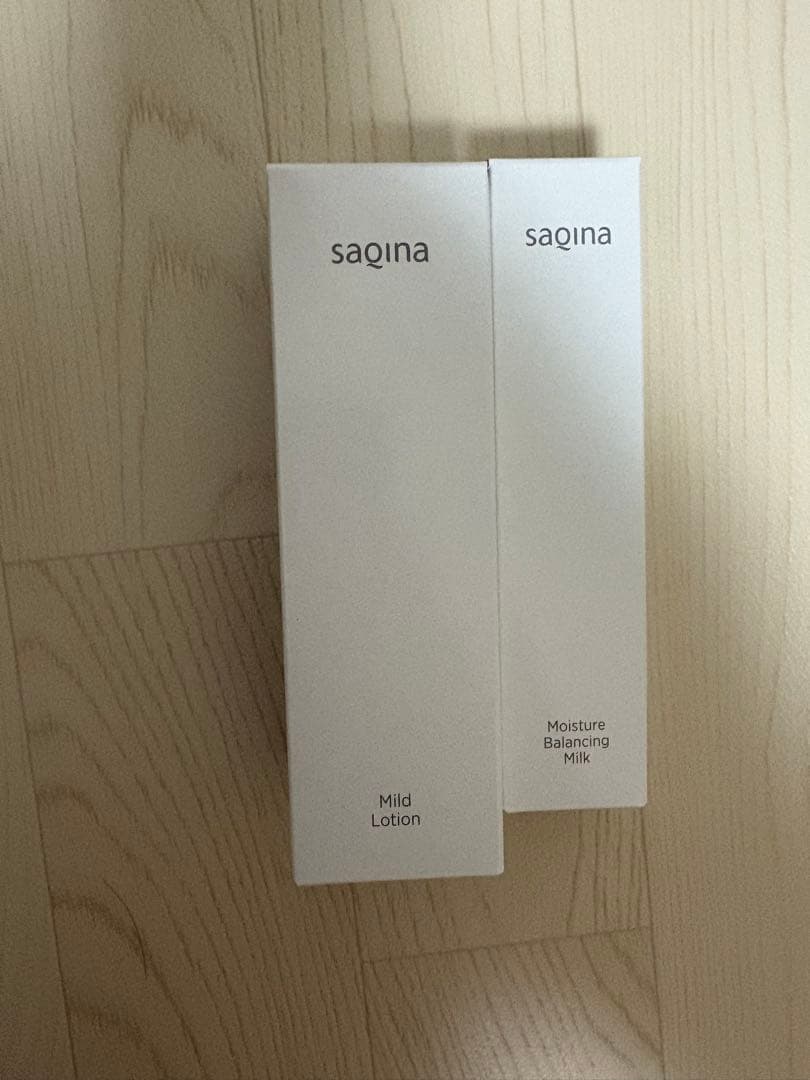 saqina
Mild
Lotion
saqina
Moisture
Balancing
Milk